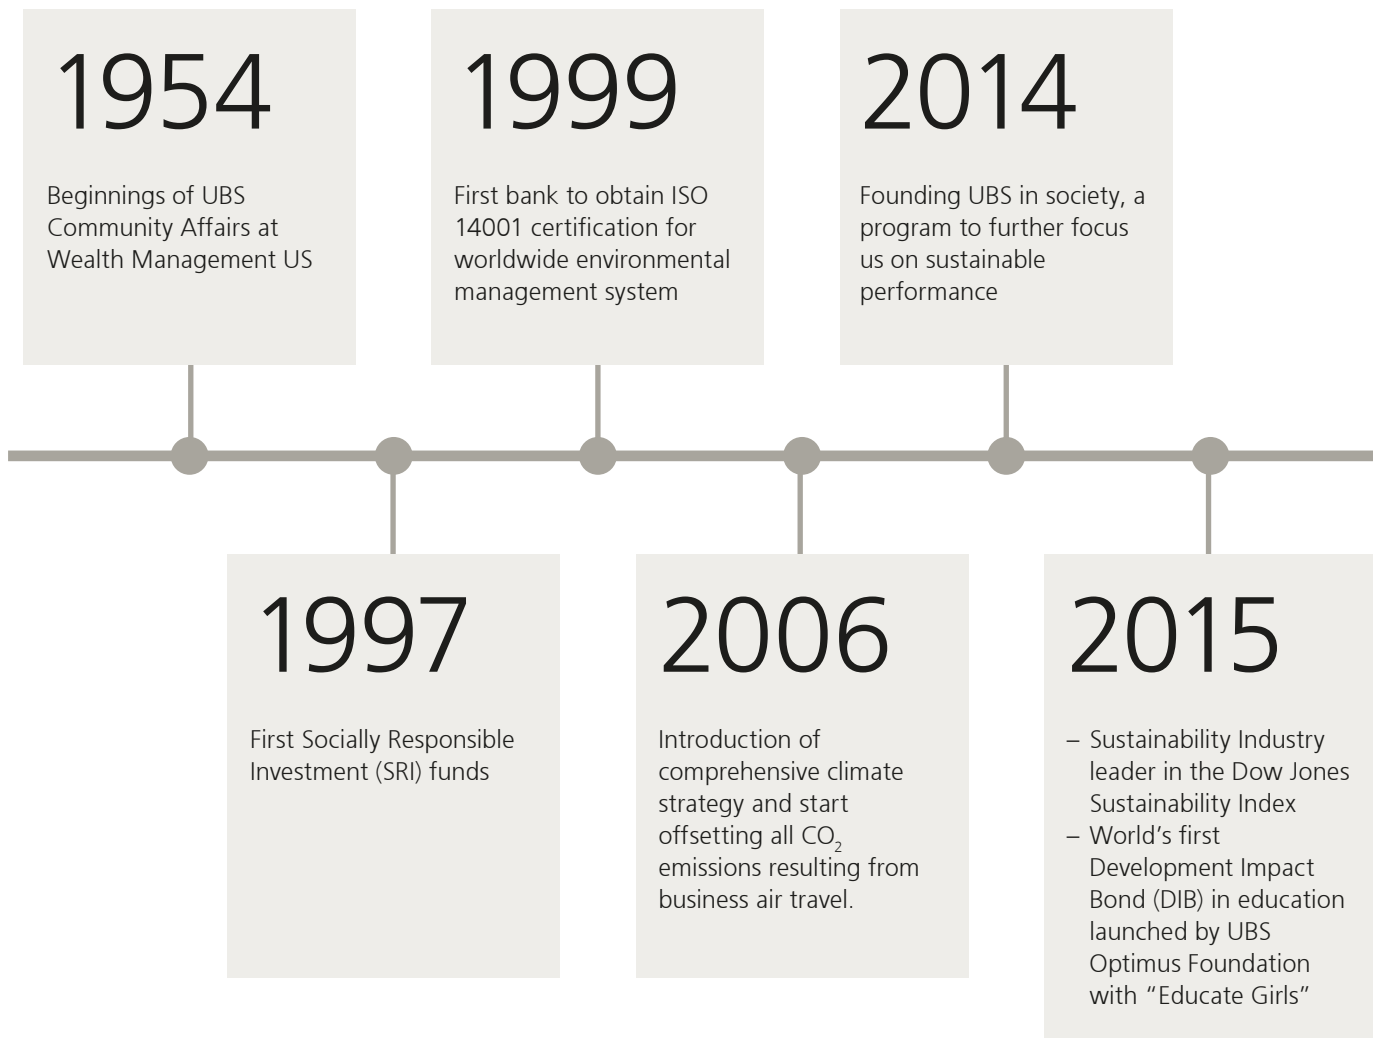 1954
Beginnings of UBS
Community Affairs at
Wealth Management US
1997
First Socially Responsible
Investment (SRI) funds
1999
First bank to obtain ISO
14001 certification for
worldwide environmental
management system
2006
Introduction of
comprehensive climate
strategy and start
offsetting all CO₂
emissions resulting from
business air travel.
2014
Founding UBS in society, a
program to further focus
us on sustainable
performance
2015
– Sustainability Industry
leader in the Dow Jones
Sustainability Index
– World’s first
Development Impact
Bond (DIB) in education
launched by UBS
Optimus Foundation
with “Educate Girls”